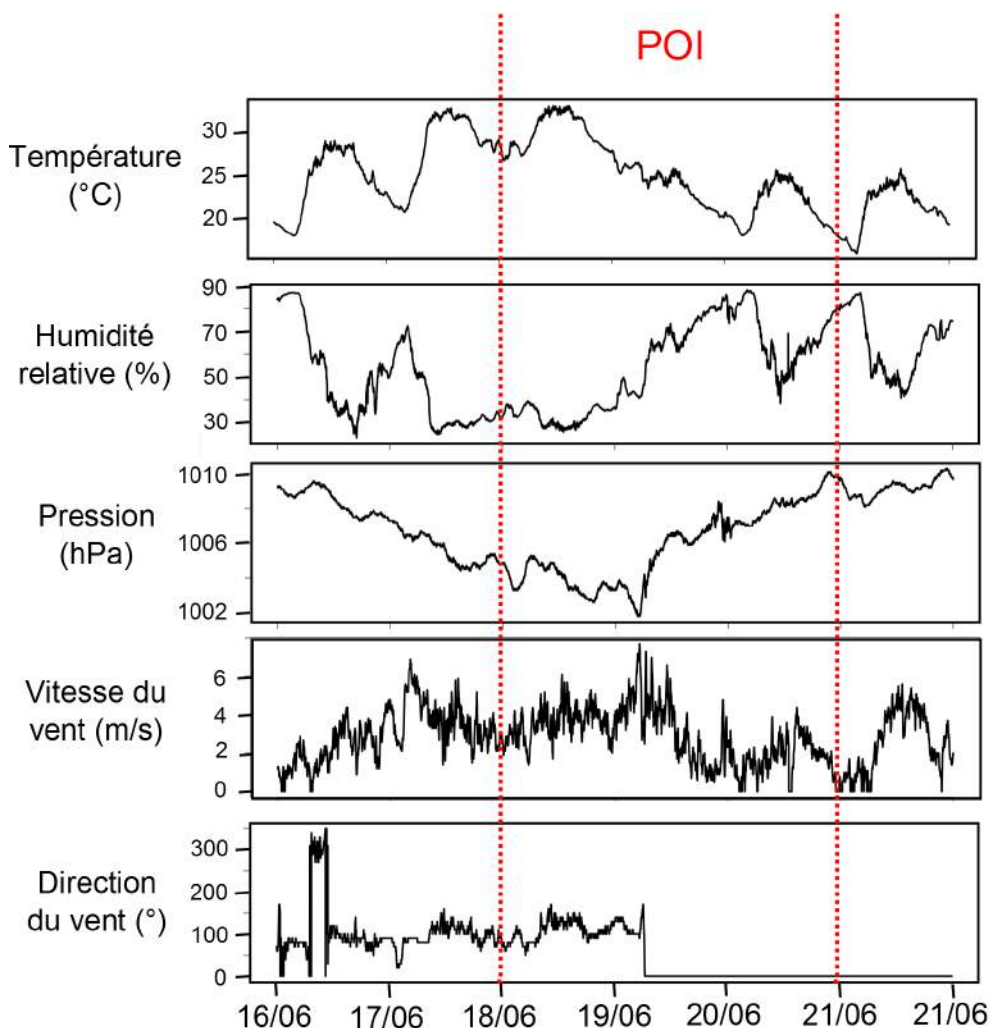 POI
Température
(°C)
30
25
20
Humidité
relative (%)
90
70
50
30
Pression
(hPa)
1010
1006
1002
Vitesse du
vent (m/s)
6
4
2
0
Direction
du vent (°)
300
200
100
0
16/06 17/06 18/06 19/06 20/06 21/06 21/06